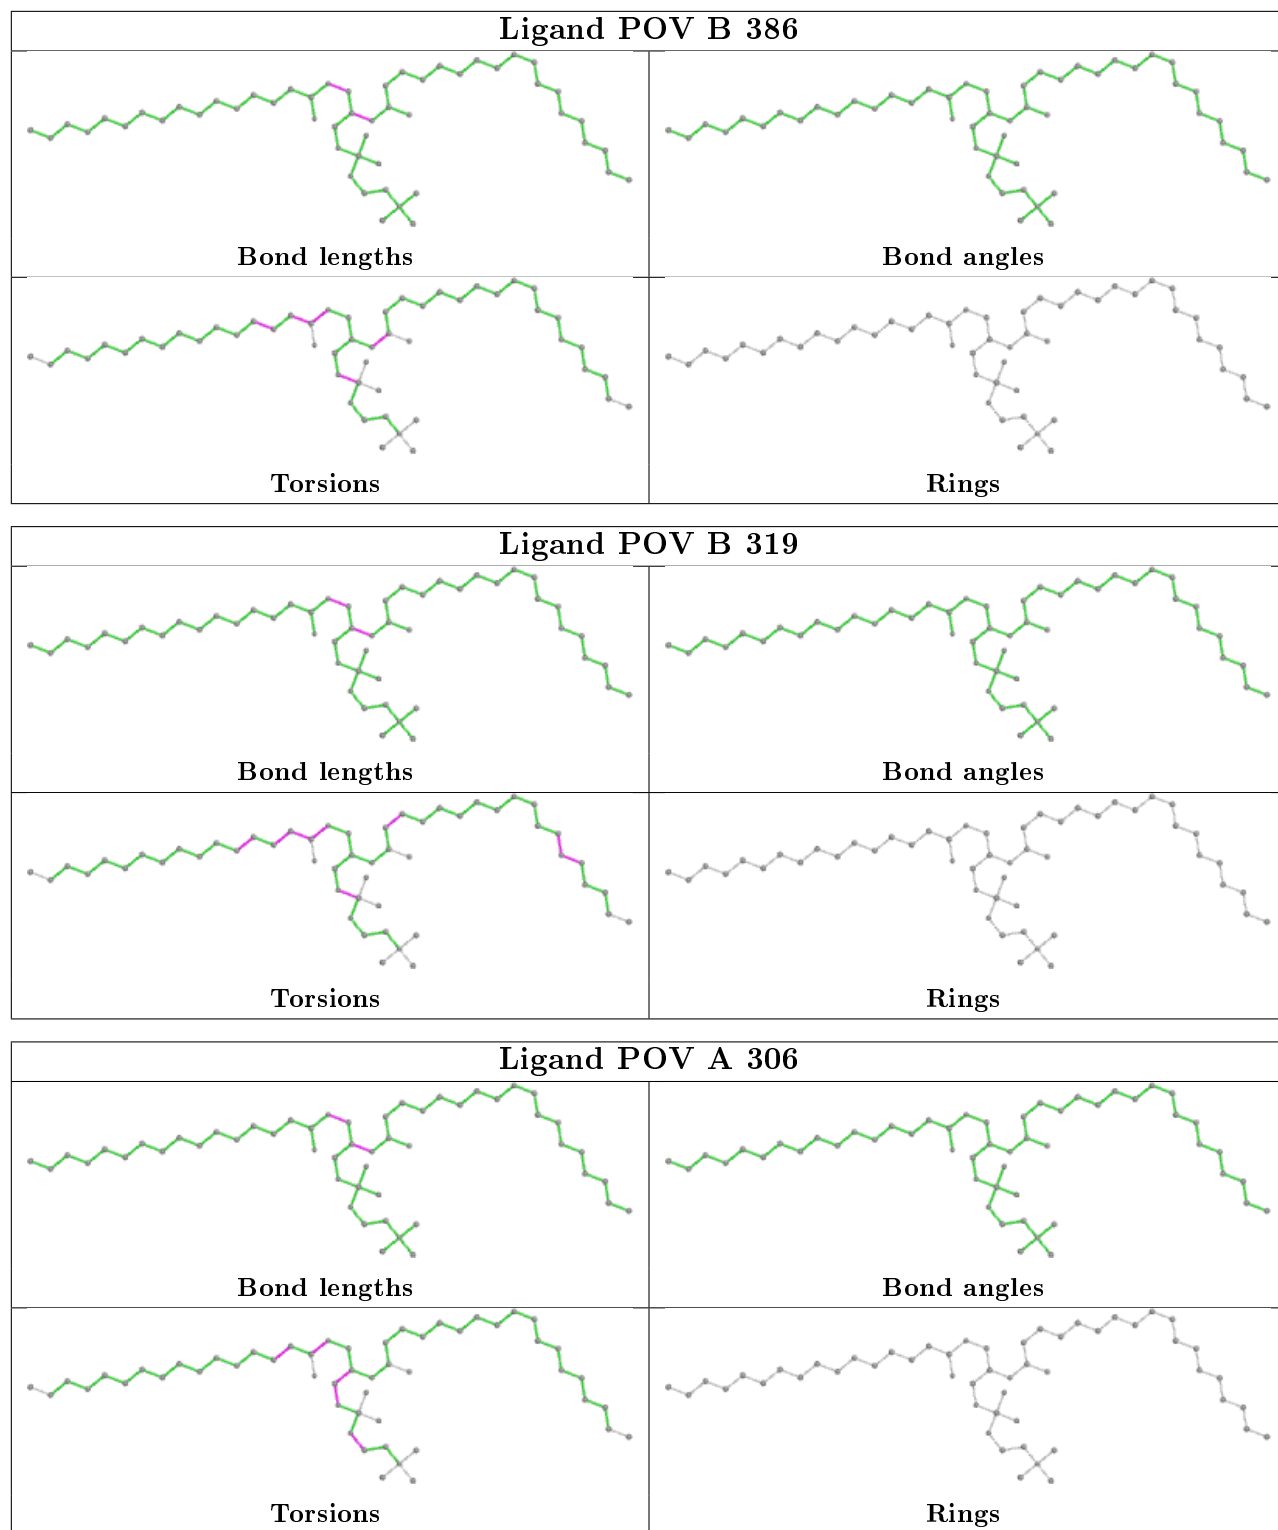 Ligand POV B 386
Bond lengths
Bond angles
Torsions
Rings
Ligand POV B 319
Bond lengths
Bond angles
Torsions
Rings
Ligand POV A 306
Bond lengths
Bond angles
Torsions
Rings